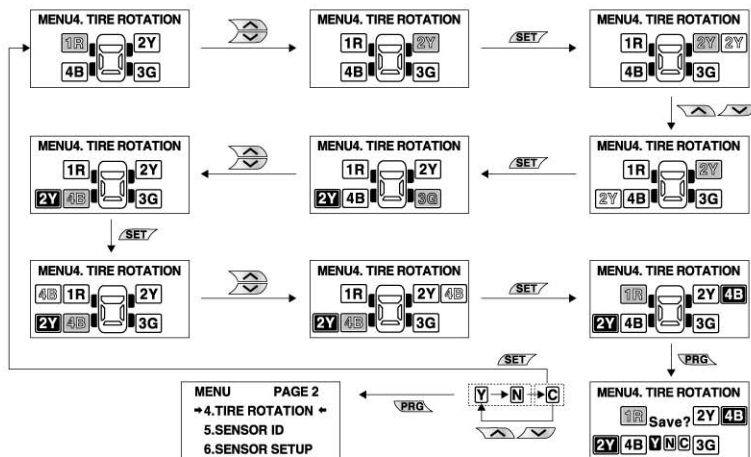 MENU4. TIRE ROTATION
1R 2Y
4B 3G
MENU4. TIRE ROTATION
1R 2Y
4B 3G
SET
MENU4. TIRE ROTATION
1R 2Y 2Y
4B 3G
MENU4. TIRE ROTATION
1R 2Y
2Y 4B 3G
MENU4. TIRE ROTATION
1R 2Y
2Y 4B 3G
SET
MENU4. TIRE ROTATION
1R 2Y
2Y 4B 3G
SET
MENU4. TIRE ROTATION
4B 1R 2Y
2Y 4B 3G
MENU4. TIRE ROTATION
1R 2Y 4B
2Y 4B 3G
SET
MENU4. TIRE ROTATION
1R 2Y 4B
2Y 4B 3G
SET
PRG
MENU PAGE 2
4.TIRE ROTATION
5.SENSOR ID
6.SENSOR SETUP
PRG
Y N C
MENU4. TIRE ROTATION
1R Save? 2Y 4B
2Y 4B Y N C 3G